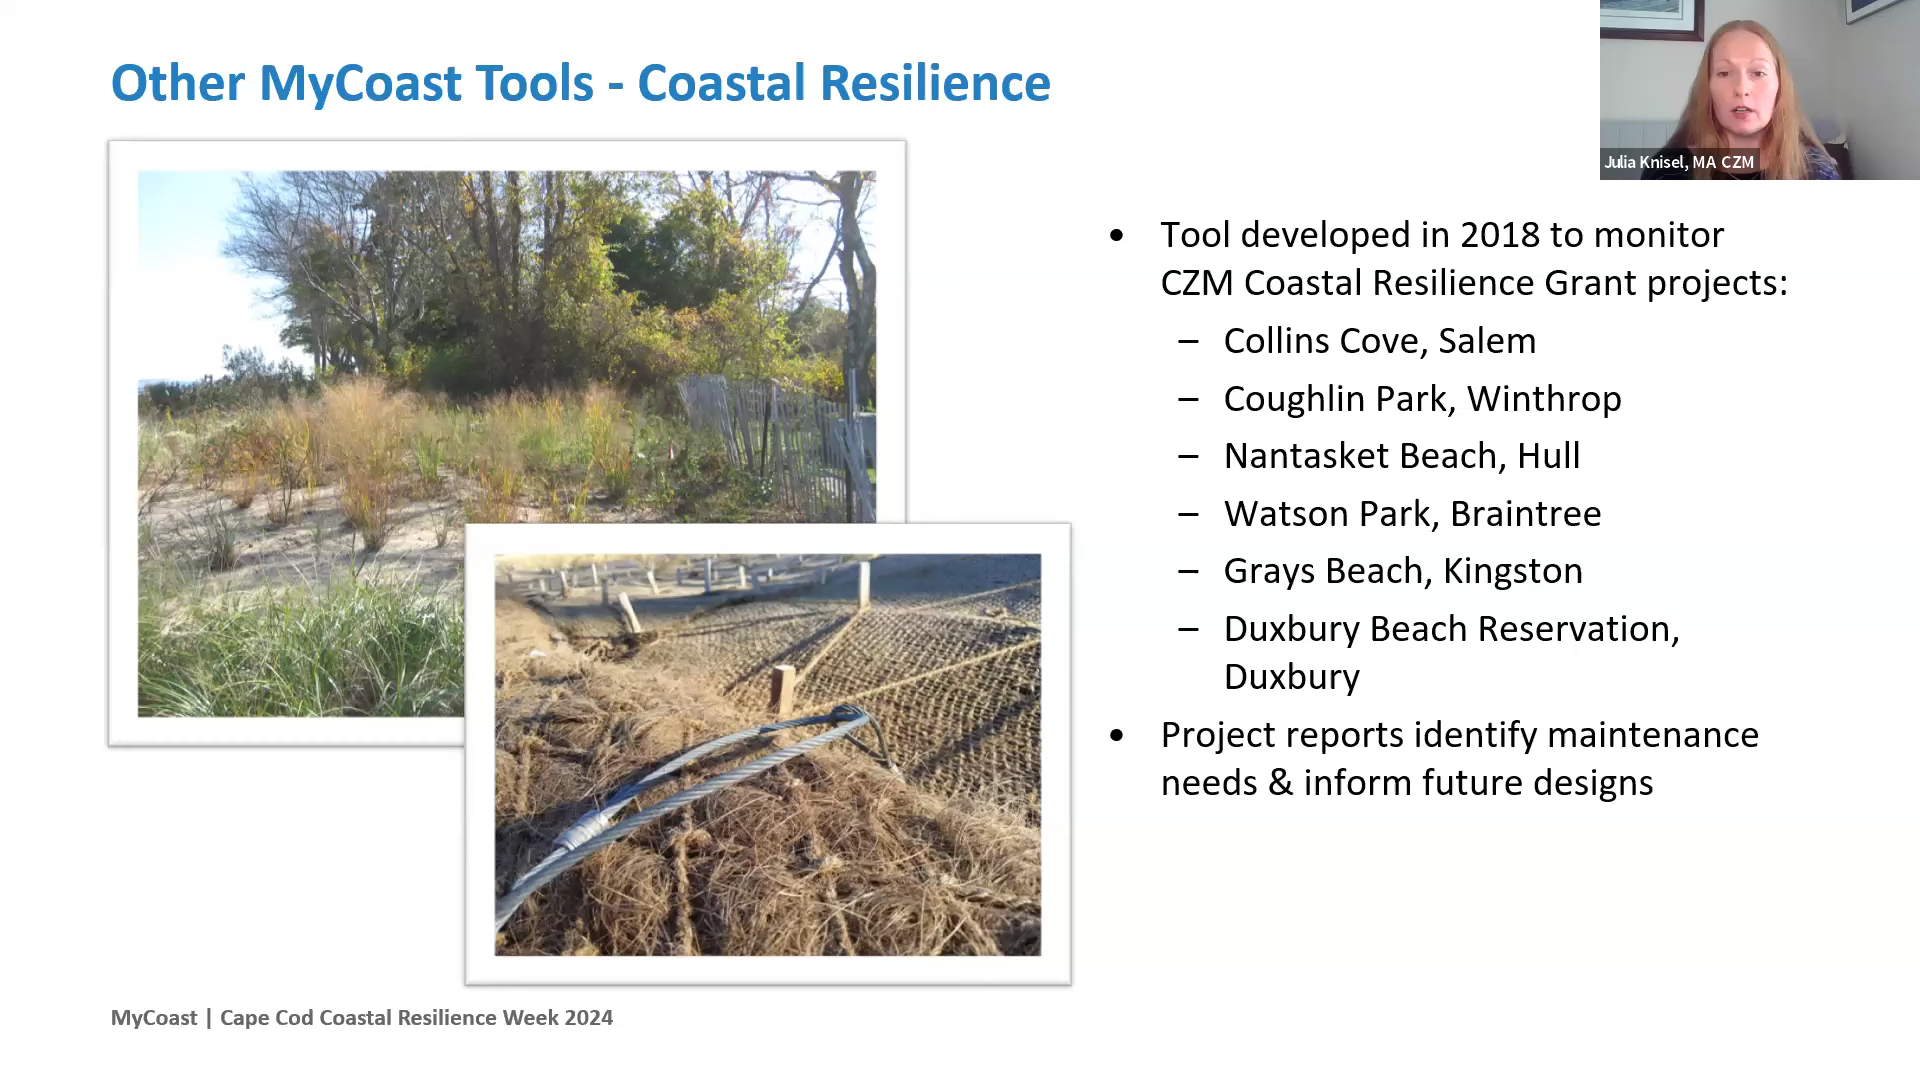 Other MyCoast Tools - Coastal Resilience
Julia Knisel, MA CZM
• Tool developed in 2018 to monitor
CZM Coastal Resilience Grant projects:
– Collins Cove, Salem
– Coughlin Park, Winthrop
– Nantasket Beach, Hull
– Watson Park, Braintree
– Grays Beach, Kingston
– Duxbury Beach Reservation,
Duxbury
• Project reports identify maintenance
needs & inform future designs
MyCoast | Cape Cod Coastal Resilience Week 2024